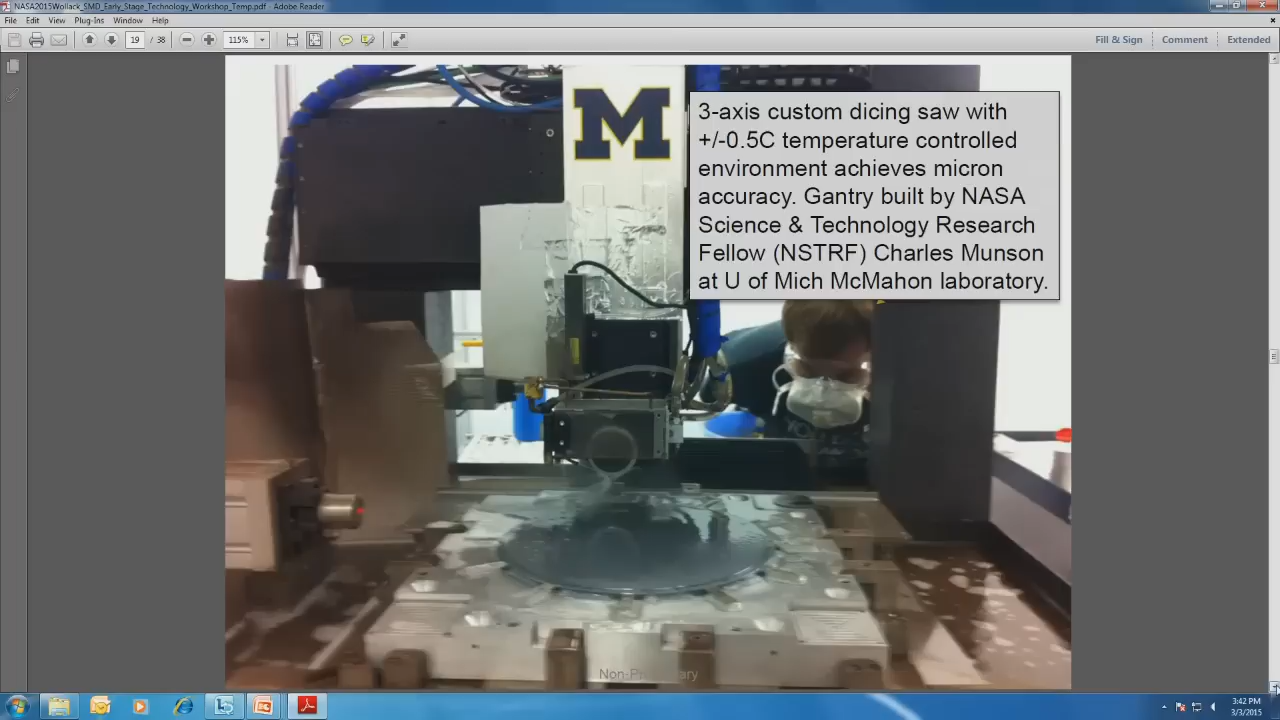 NASA2015Wollack_SMD_Early_Stage_Technology_Workshop_Temp.pdf - Adobe Reader
File Edit View Plug-Ins Window Help
19 / 38 115% Fill & Sign Comment Extended
M
3-axis custom dicing saw with
+/-0.5C temperature controlled
environment achieves micron
accuracy. Gantry built by NASA
Science & Technology Research
Fellow (NSTRF) Charles Munson
at U of Mich McMahon laboratory.
3:42 PM
3/3/2015